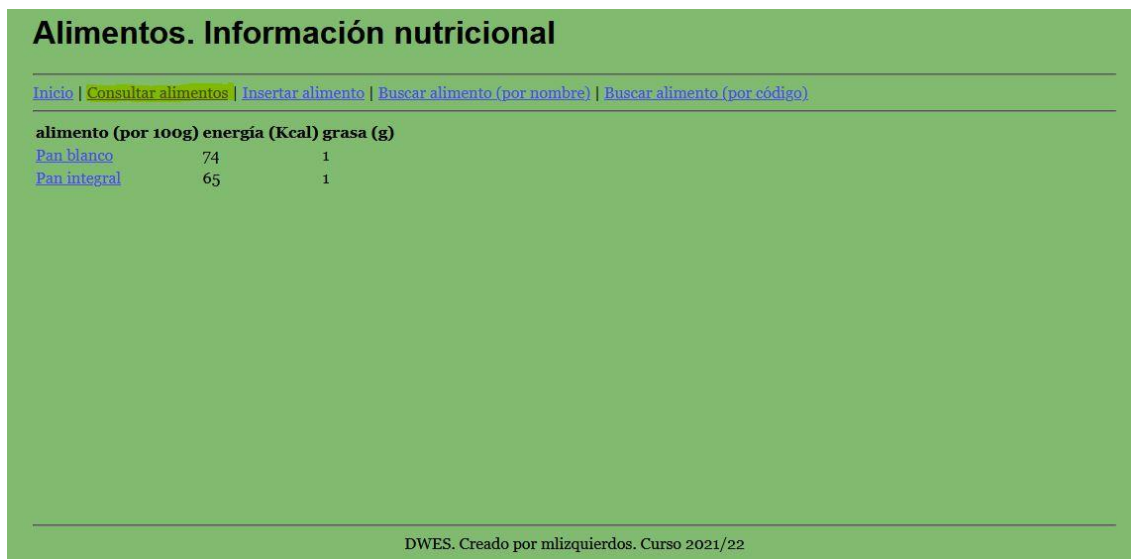 Alimentos. Información nutricional
Inicio | Consultar alimentos | Insertar alimento | Buscar alimento (por nombre) | Buscar alimento (por código)
alimento (por 100g) energía (Kcal) grasa (g)
Pan blanco 74 1
Pan integral 65 1
DWES. Creado por mlizquierdos. Curso 2021/22